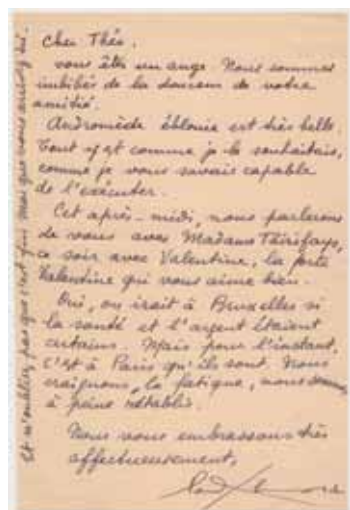 Cher Théo,
vous êtes un ange. Nous sommes
imbibés de la douceur de votre
amitié.
Andromède éblouie est très belle.
Tout y est comme je le souhaitais,
comme je vous savais capable
de l'exécuter.
Cet après-midi, nous parlerons
de vous avec Madame Thirifays,
ce soir avec Valentine, la forte
Valentine qui vous aime bien.
Oui, on irait à Bruxelles si
la santé et l'argent étaient
certains. Mais pour l'instant,
c'est à Paris qu'ils sont. Nous
craignons la fatigue, nous sommes
à peine rétablis.
Nous vous embrassons très
affectueusement,
Et n'oubliez pas que c'est fini mais que vous